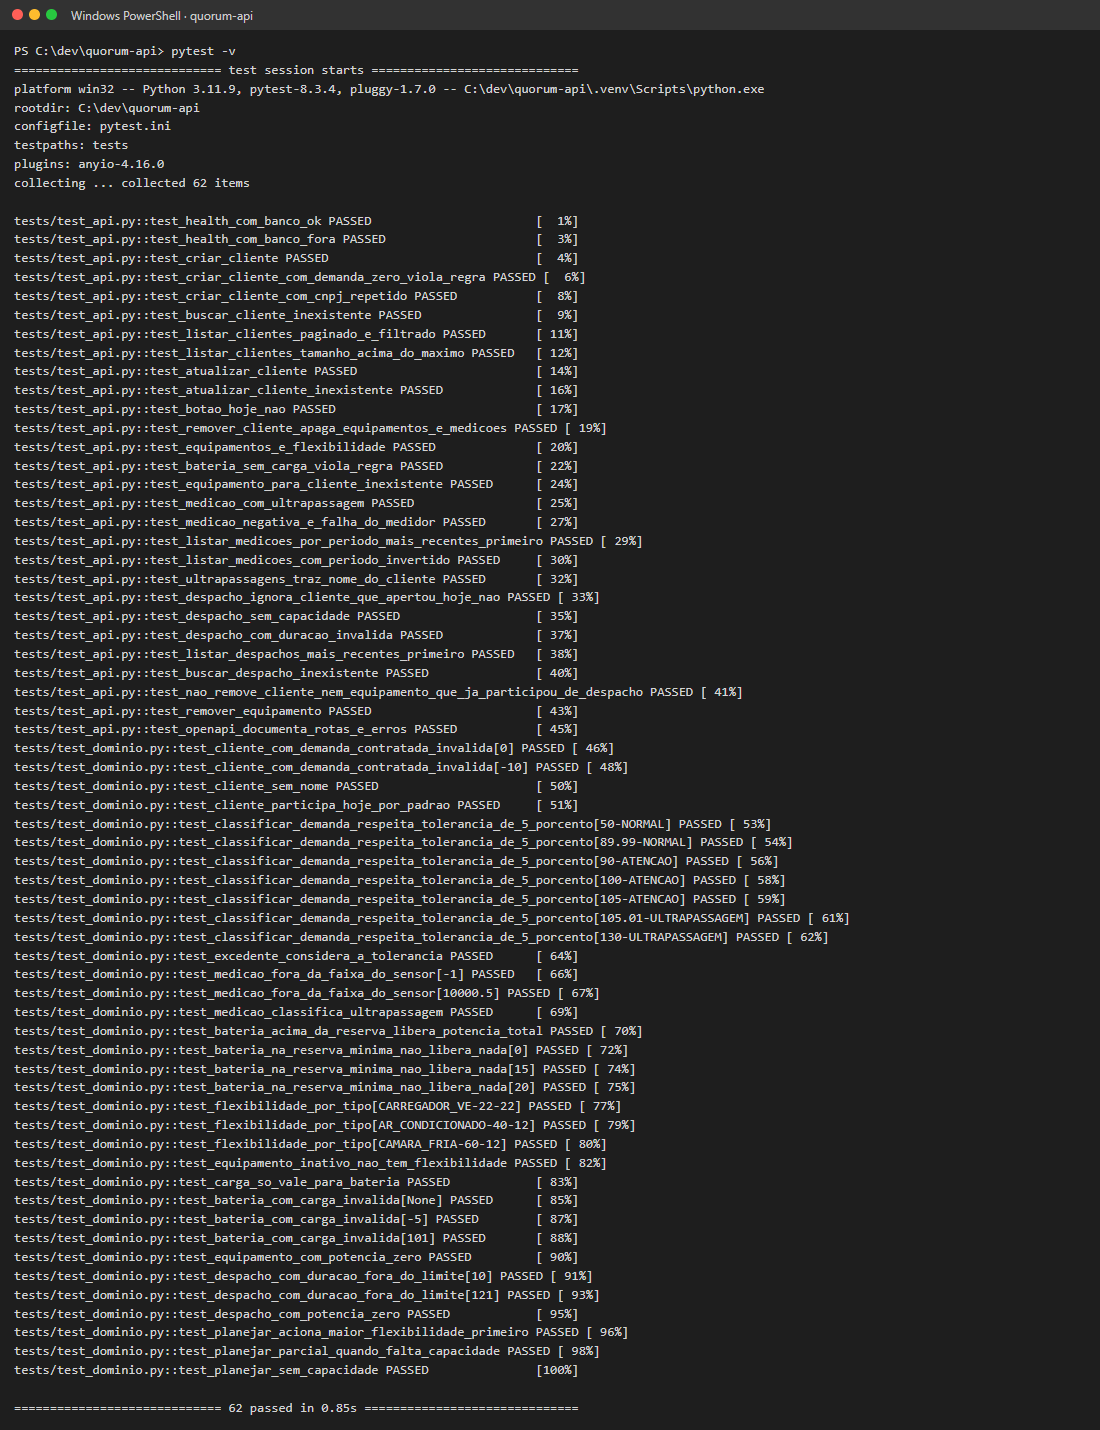 Windows PowerShell · quorum-api
PS C:\dev\quorum-api> pytest -v
============================= test session starts =============================
platform win32 -- Python 3.11.9, pytest-8.3.4, pluggy-1.7.0 -- C:\dev\quorum-api\.venv\Scripts\python.exe
rootdir: C:\dev\quorum-api
configfile: pytest.ini
testpaths: tests
plugins: anyio-4.16.0
collecting ... collected 62 items
tests/test_api.py::test_health_com_banco_ok PASSED                       [  1%]
tests/test_api.py::test_health_com_banco_fora PASSED                     [  3%]
tests/test_api.py::test_criar_cliente PASSED                             [  4%]
tests/test_api.py::test_criar_cliente_com_demanda_zero_viola_regra PASSED [  6%]
tests/test_api.py::test_criar_cliente_com_cnpj_repetido PASSED           [  8%]
tests/test_api.py::test_buscar_cliente_inexistente PASSED                [  9%]
tests/test_api.py::test_listar_clientes_paginado_e_filtrado PASSED       [ 11%]
tests/test_api.py::test_listar_clientes_tamanho_acima_do_maximo PASSED   [ 12%]
tests/test_api.py::test_atualizar_cliente PASSED                         [ 14%]
tests/test_api.py::test_atualizar_cliente_inexistente PASSED             [ 16%]
tests/test_api.py::test_botao_hoje_nao PASSED                            [ 17%]
tests/test_api.py::test_remover_cliente_apaga_equipamentos_e_medicoes PASSED [ 19%]
tests/test_api.py::test_equipamentos_e_flexibilidade PASSED              [ 20%]
tests/test_api.py::test_bateria_sem_carga_viola_regra PASSED             [ 22%]
tests/test_api.py::test_equipamento_para_cliente_inexistente PASSED      [ 24%]
tests/test_api.py::test_medicao_com_ultrapassagem PASSED                 [ 25%]
tests/test_api.py::test_medicao_negativa_e_falha_do_medidor PASSED       [ 27%]
tests/test_api.py::test_listar_medicoes_por_periodo_mais_recentes_primeiro PASSED [ 29%]
tests/test_api.py::test_listar_medicoes_com_periodo_invertido PASSED     [ 30%]
tests/test_api.py::test_ultrapassagens_traz_nome_do_cliente PASSED       [ 32%]
tests/test_api.py::test_despacho_ignora_cliente_que_apertou_hoje_nao PASSED [ 33%]
tests/test_api.py::test_despacho_sem_capacidade PASSED                   [ 35%]
tests/test_api.py::test_despacho_com_duracao_invalida PASSED             [ 37%]
tests/test_api.py::test_listar_despachos_mais_recentes_primeiro PASSED   [ 38%]
tests/test_api.py::test_buscar_despacho_inexistente PASSED               [ 40%]
tests/test_api.py::test_nao_remove_cliente_nem_equipamento_que_ja_participou_de_despacho PASSED [ 41%]
tests/test_api.py::test_remover_equipamento PASSED                       [ 43%]
tests/test_api.py::test_openapi_documenta_rotas_e_erros PASSED           [ 45%]
tests/test_dominio.py::test_cliente_com_demanda_contratada_invalida[0] PASSED [ 46%]
tests/test_dominio.py::test_cliente_com_demanda_contratada_invalida[-10] PASSED [ 48%]
tests/test_dominio.py::test_cliente_sem_nome PASSED                      [ 50%]
tests/test_dominio.py::test_cliente_participa_hoje_por_padrao PASSED     [ 51%]
tests/test_dominio.py::test_classificar_demanda_respeita_tolerancia_de_5_porcento[50-NORMAL] PASSED [ 53%]
tests/test_dominio.py::test_classificar_demanda_respeita_tolerancia_de_5_porcento[89.99-NORMAL] PASSED [ 54%]
tests/test_dominio.py::test_classificar_demanda_respeita_tolerancia_de_5_porcento[90-ATENCAO] PASSED [ 56%]
tests/test_dominio.py::test_classificar_demanda_respeita_tolerancia_de_5_porcento[100-ATENCAO] PASSED [ 58%]
tests/test_dominio.py::test_classificar_demanda_respeita_tolerancia_de_5_porcento[105-ATENCAO] PASSED [ 59%]
tests/test_dominio.py::test_classificar_demanda_respeita_tolerancia_de_5_porcento[105.01-ULTRAPASSAGEM] PASSED [ 61%]
tests/test_dominio.py::test_classificar_demanda_respeita_tolerancia_de_5_porcento[130-ULTRAPASSAGEM] PASSED [ 62%]
tests/test_dominio.py::test_excedente_considera_a_tolerancia PASSED      [ 64%]
tests/test_dominio.py::test_medicao_fora_da_faixa_do_sensor[-1] PASSED   [ 66%]
tests/test_dominio.py::test_medicao_fora_da_faixa_do_sensor[10000.5] PASSED [ 67%]
tests/test_dominio.py::test_medicao_classifica_ultrapassagem PASSED      [ 69%]
tests/test_dominio.py::test_bateria_acima_da_reserva_libera_potencia_total PASSED [ 70%]
tests/test_dominio.py::test_bateria_na_reserva_minima_nao_libera_nada[0] PASSED [ 72%]
tests/test_dominio.py::test_bateria_na_reserva_minima_nao_libera_nada[15] PASSED [ 74%]
tests/test_dominio.py::test_bateria_na_reserva_minima_nao_libera_nada[20] PASSED [ 75%]
tests/test_dominio.py::test_flexibilidade_por_tipo[CARREGADOR_VE-22-22] PASSED [ 77%]
tests/test_dominio.py::test_flexibilidade_por_tipo[AR_CONDICIONADO-40-12] PASSED [ 79%]
tests/test_dominio.py::test_flexibilidade_por_tipo[CAMARA_FRIA-60-12] PASSED [ 80%]
tests/test_dominio.py::test_equipamento_inativo_nao_tem_flexibilidade PASSED [ 82%]
tests/test_dominio.py::test_carga_so_vale_para_bateria PASSED            [ 83%]
tests/test_dominio.py::test_bateria_com_carga_invalida[None] PASSED      [ 85%]
tests/test_dominio.py::test_bateria_com_carga_invalida[-5] PASSED        [ 87%]
tests/test_dominio.py::test_bateria_com_carga_invalida[101] PASSED       [ 88%]
tests/test_dominio.py::test_equipamento_com_potencia_zero PASSED         [ 90%]
tests/test_dominio.py::test_despacho_com_duracao_fora_do_limite[10] PASSED [ 91%]
tests/test_dominio.py::test_despacho_com_duracao_fora_do_limite[121] PASSED [ 93%]
tests/test_dominio.py::test_despacho_com_potencia_zero PASSED            [ 95%]
tests/test_dominio.py::test_planejar_aciona_maior_flexibilidade_primeiro PASSED [ 96%]
tests/test_dominio.py::test_planejar_parcial_quando_falta_capacidade PASSED [ 98%]
tests/test_dominio.py::test_planejar_sem_capacidade PASSED               [100%]
============================= 62 passed in 0.85s ==============================